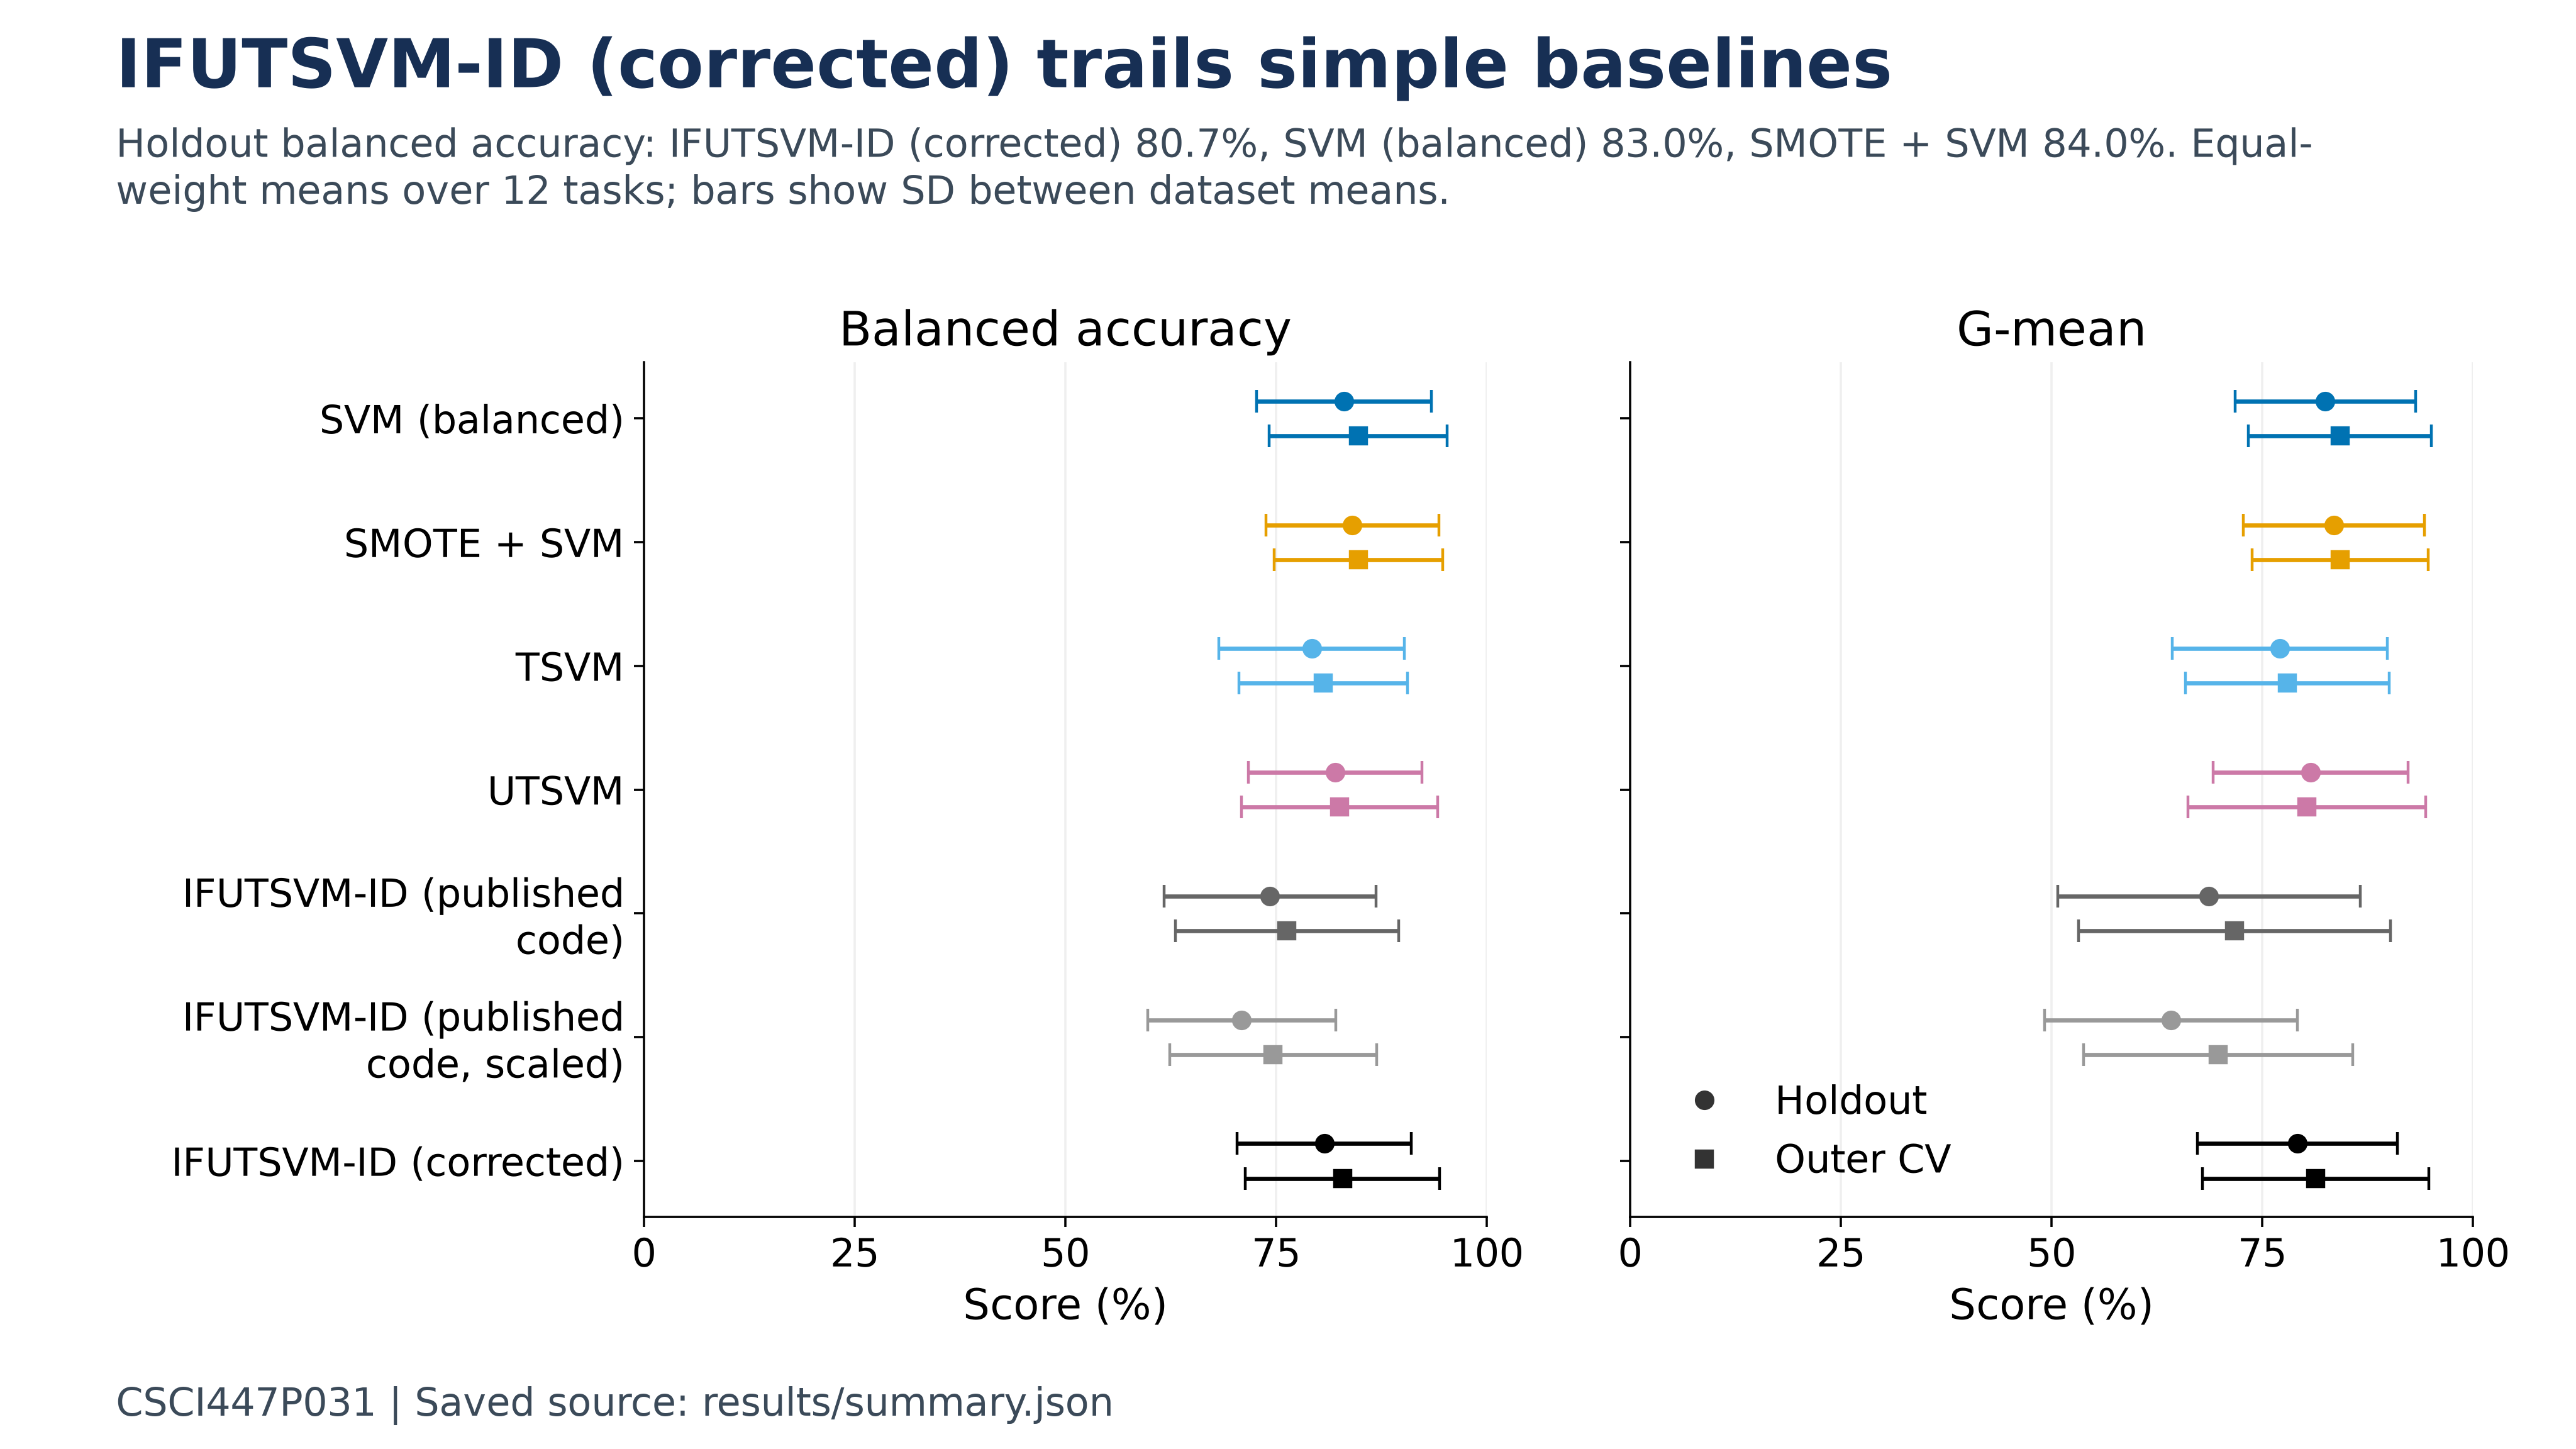 IFUTSVM-ID (corrected) trails simple baselines
Holdout balanced accuracy: IFUTSVM-ID (corrected) 80.7%, SVM (balanced) 83.0%, SMOTE + SVM 84.0%. Equal-
weight means over 12 tasks; bars show SD between dataset means.
Balanced accuracy
SVM (balanced)
SMOTE + SVM
TSVM
UTSVM
IFUTSVM-ID (published
code)
IFUTSVM-ID (published
code, scaled)
IFUTSVM-ID (corrected)
0 25 50 75 100
Score (%)
G-mean
Holdout
Outer CV
0 25 50 75 100
Score (%)
CSCI447P031 | Saved source: results/summary.json